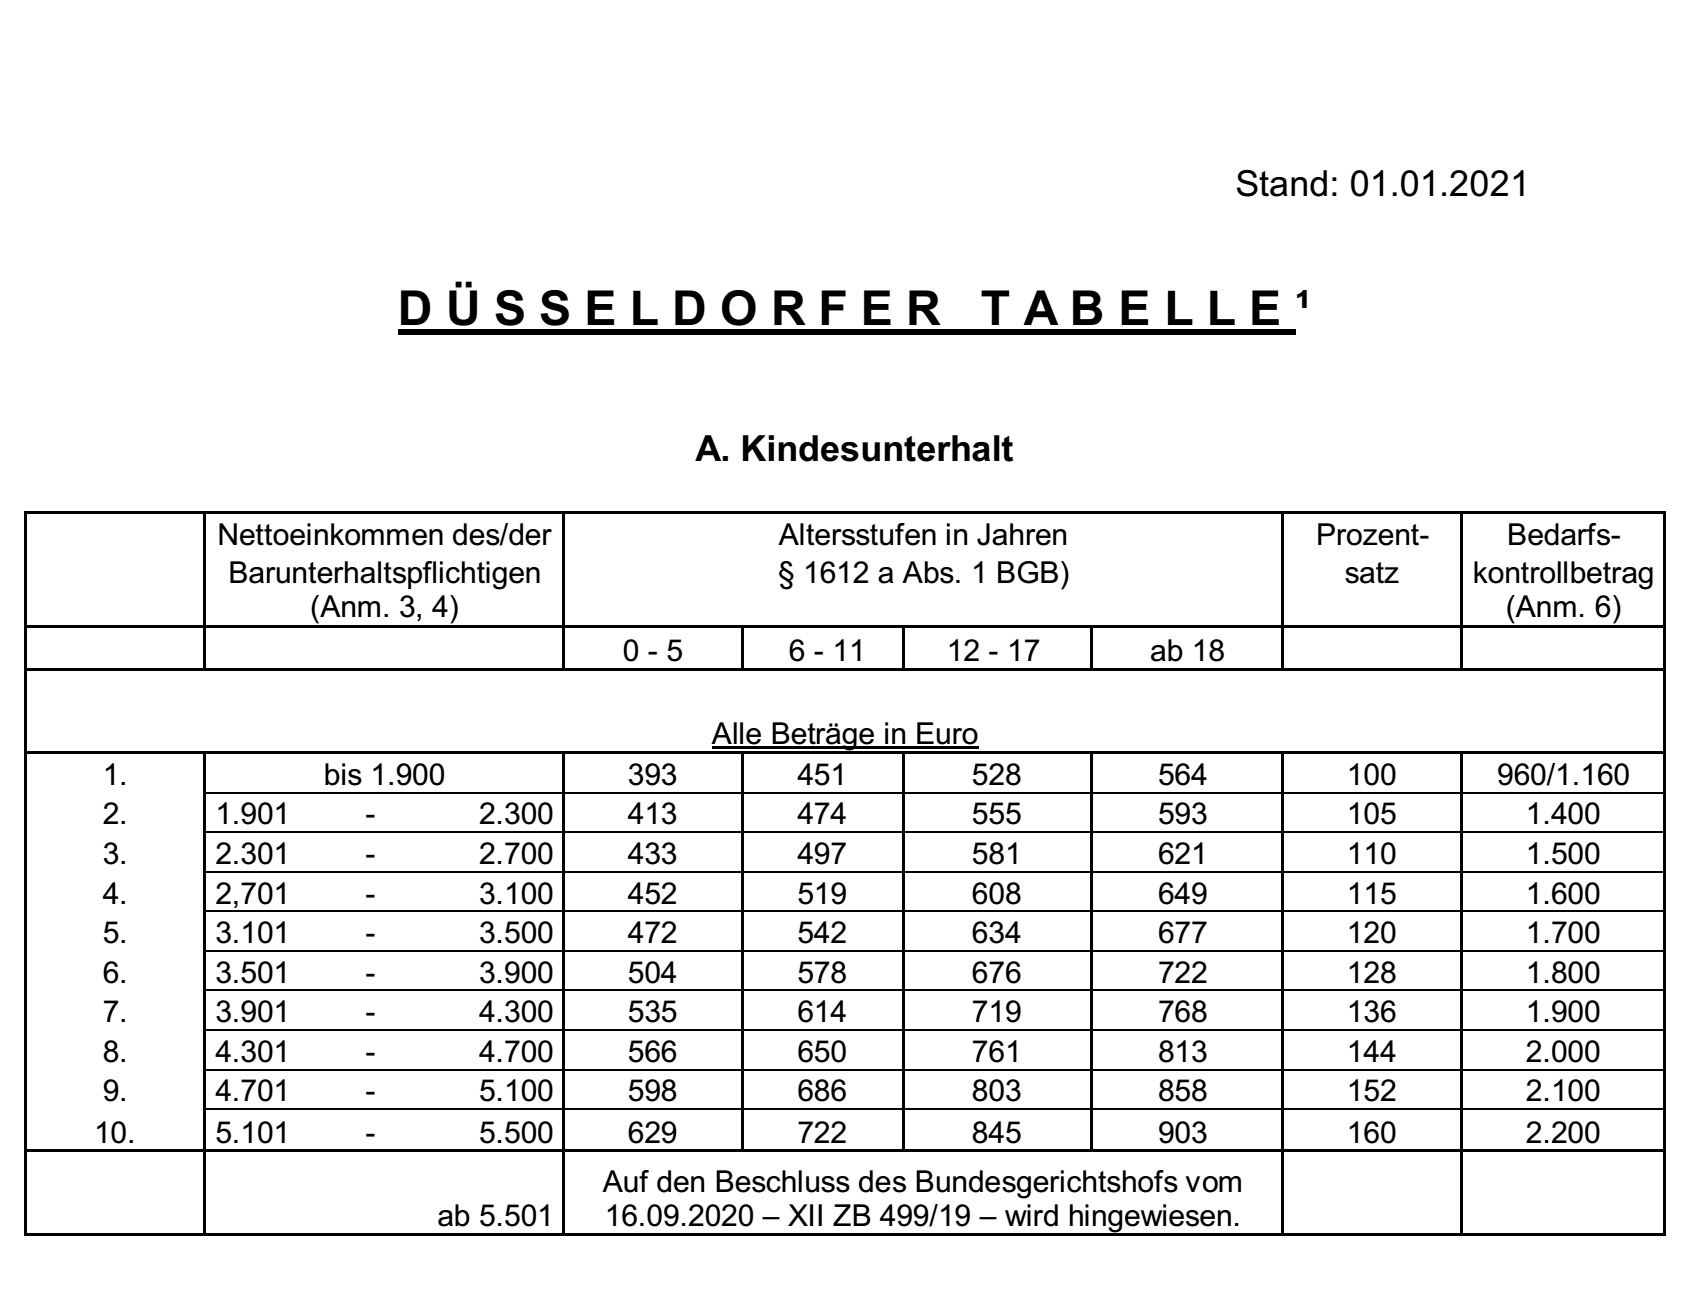 Stand: 01.01.2021
DÜSSELDORFER TABELLE¹
A. Kindesunterhalt
Nettoeinkommen des/der Barunterhaltspflichtigen (Anm. 3, 4) Altersstufen in Jahren § 1612 a Abs. 1 BGB) Prozent- satz Bedarfs- kontrollbetrag (Anm. 6)
0 - 5 6 - 11 12 - 17 ab 18
Alle Beträge in Euro
1. bis 1.900 393 451 528 564 100 960/1.160
2. 1.901 - 2.300 413 474 555 593 105 1.400
3. 2.301 - 2.700 433 497 581 621 110 1.500
4. 2,701 - 3.100 452 519 608 649 115 1.600
5. 3.101 - 3.500 472 542 634 677 120 1.700
6. 3.501 - 3.900 504 578 676 722 128 1.800
7. 3.901 - 4.300 535 614 719 768 136 1.900
8. 4.301 - 4.700 566 650 761 813 144 2.000
9. 4.701 - 5.100 598 686 803 858 152 2.100
10. 5.101 - 5.500 629 722 845 903 160 2.200
ab 5.501 Auf den Beschluss des Bundesgerichtshofs vom
16.09.2020 – XII ZB 499/19 – wird hingewiesen.